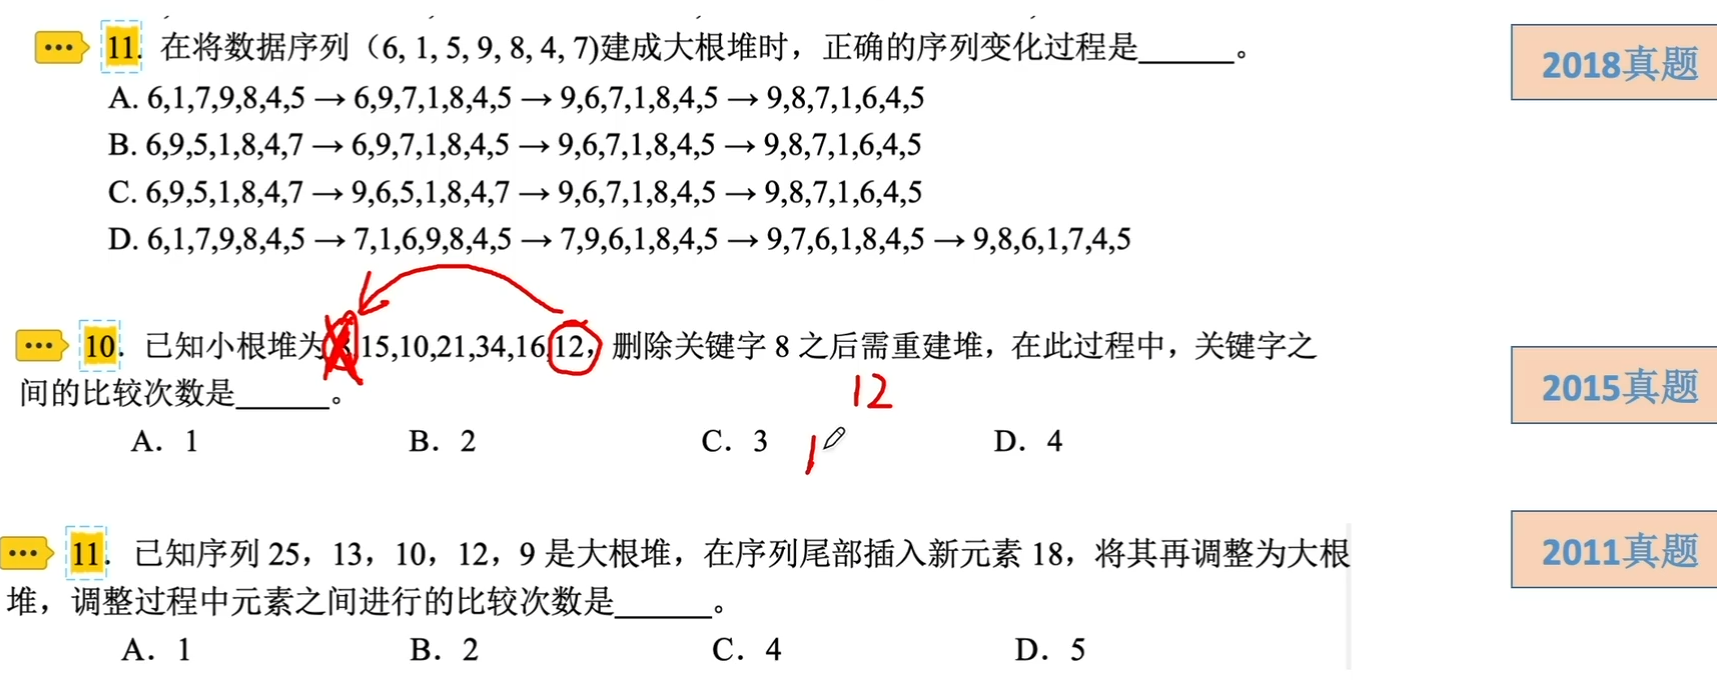 11. 在将数据序列（6, 1, 5, 9, 8, 4, 7)建成大根堆时，正确的序列变化过程是______。
2018真题
A. 6,1,7,9,8,4,5 → 6,9,7,1,8,4,5 → 9,6,7,1,8,4,5 → 9,8,7,1,6,4,5
B. 6,9,5,1,8,4,7 → 6,9,7,1,8,4,5 → 9,6,7,1,8,4,5 → 9,8,7,1,6,4,5
C. 6,9,5,1,8,4,7 → 9,6,5,1,8,4,7 → 9,6,7,1,8,4,5 → 9,8,7,1,6,4,5
D. 6,1,7,9,8,4,5 → 7,1,6,9,8,4,5 → 7,9,6,1,8,4,5 → 9,7,6,1,8,4,5 → 9,8,6,1,7,4,5
10. 已知小根堆为 15,10,21,34,16,12，删除关键字 8 之后需重建堆，在此过程中，关键字之
间的比较次数是______。
2015真题
12
A．1 B．2 C．3 D．4
1
11. 已知序列 25，13，10，12，9 是大根堆，在序列尾部插入新元素 18，将其再调整为大根
堆，调整过程中元素之间进行的比较次数是______。
2011真题
A．1 B．2 C．4 D．5